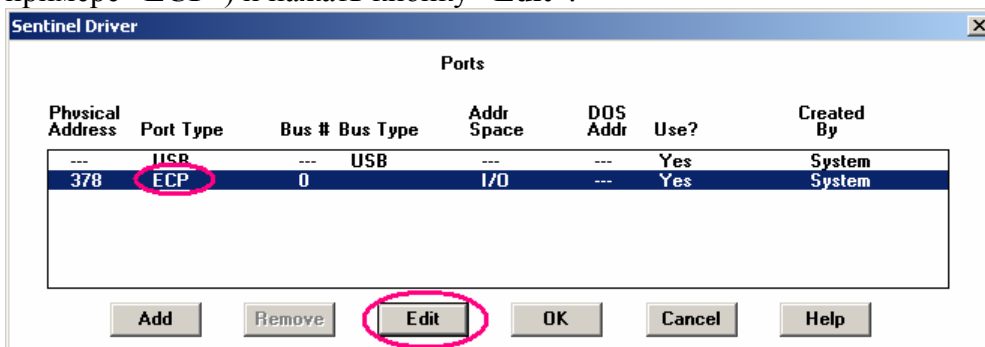 примере "ECP") и нажать кнопку "Edit".
Sentinel Driver
Ports
Physical Address Port Type Bus # Bus Type Addr Space DOS Addr Use? Created By
--- USB --- USB --- --- Yes System
378 ECP 0 I/O --- Yes System
Add Remove Edit OK Cancel Help